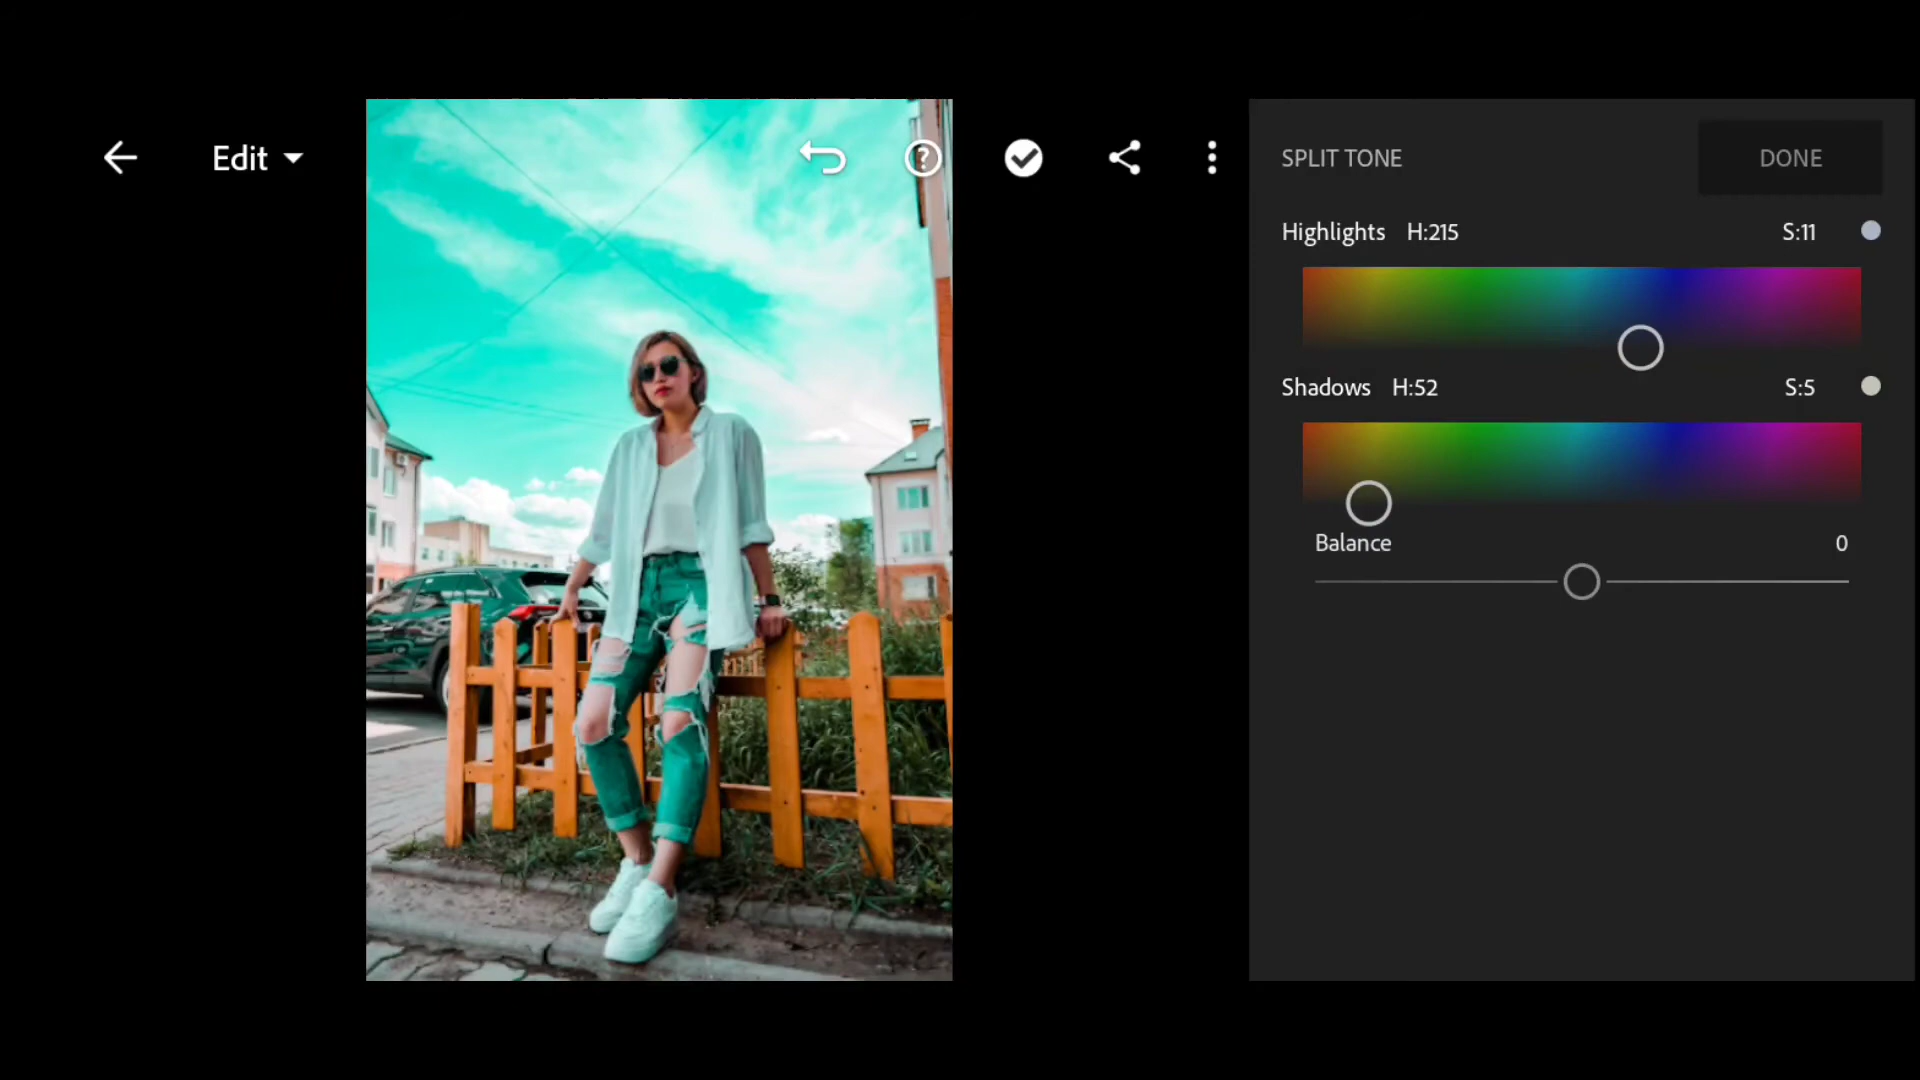 Edit
SPLIT TONE
DONE
Highlights H:215 S:11
Shadows H:52 S:5
Balance 0